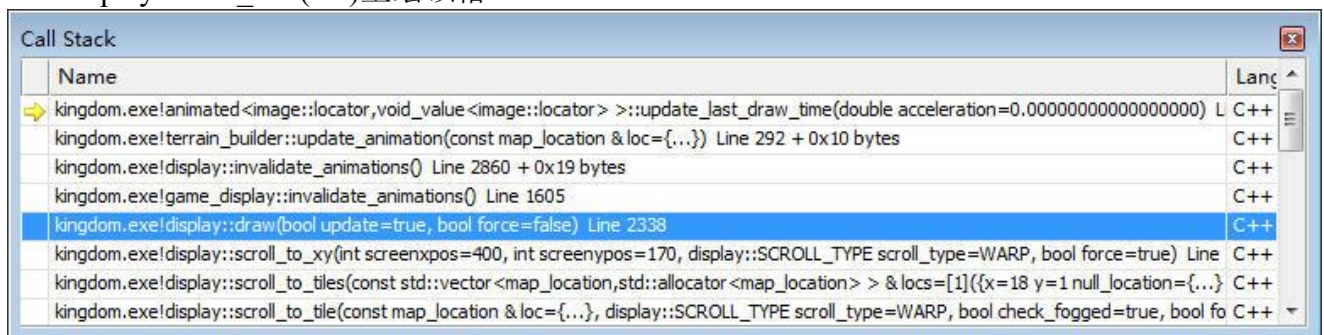 Call Stack
Name Lang
kingdom.exe!animated<image::locator,void_value<image::locator> >::update_last_draw_time(double acceleration=0.00000000000000000) L C++
kingdom.exe!terrain_builder::update_animation(const map_location & loc={...}) Line 292 + 0x10 bytes C++
kingdom.exe!display::invalidate_animations() Line 2860 + 0x19 bytes C++
kingdom.exe!game_display::invalidate_animations() Line 1605 C++
kingdom.exe!display::draw(bool update=true, bool force=false) Line 2338 C++
kingdom.exe!display::scroll_to_xy(int screenxpos=400, int screenypos=170, display::SCROLL_TYPE scroll_type=WARP, bool force=true) Line C++
kingdom.exe!display::scroll_to_tiles(const std::vector<map_location,std::allocator<map_location> > & locs=[1]({x=18 y=1 null_location={...} C++
kingdom.exe!display::scroll_to_tile(const map_location & loc={...}, display::SCROLL_TYPE scroll_type=WARP, bool check_fogged=true, bool fo C++